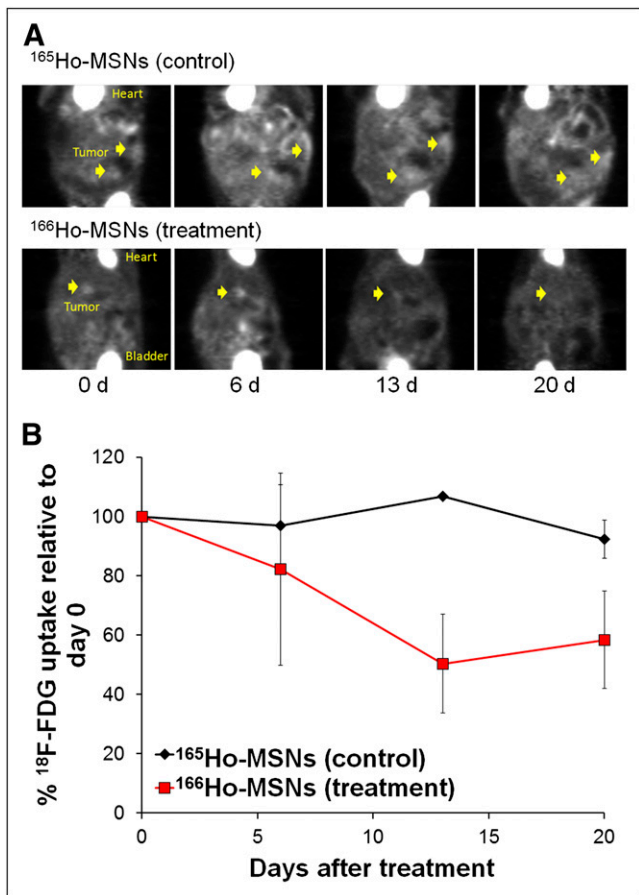 A
¹⁶⁵Ho-MSNs (control)
Heart
Tumor
¹⁶⁶Ho-MSNs (treatment)
Heart
Tumor
Bladder
0 d 6 d 13 d 20 d
B
% ¹⁸F-FDG uptake relative to
day 0
120
100
80
60
40
20
0
¹⁶⁵Ho-MSNs (control)
¹⁶⁶Ho-MSNs (treatment)
0 5 10 15 20
Days after treatment